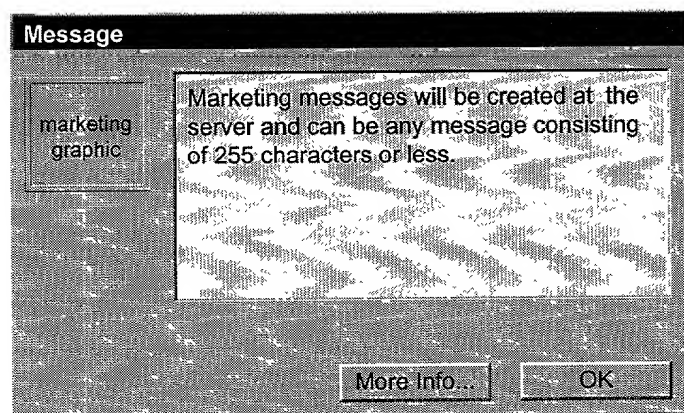 Message
marketing
graphic
Marketing messages will be created at the
server and can be any message consisting
of 255 characters or less.
More Info...
OK